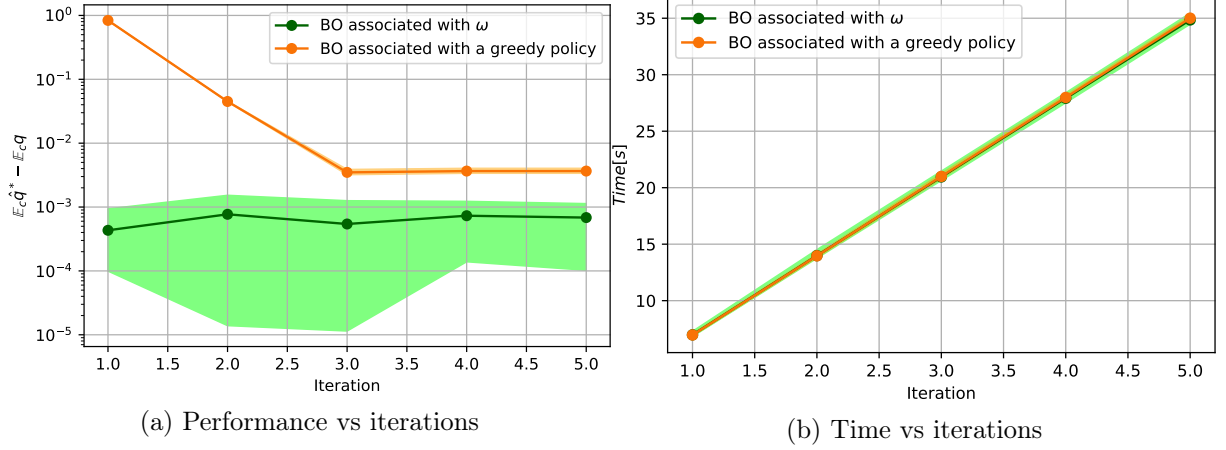 BO associated with ω
BO associated with a greedy policy
10⁰
10⁻¹
10⁻²
10⁻³
10⁻⁴
10⁻⁵
𝔼_c q̂* − 𝔼_c q
1.0 1.5 2.0 2.5 3.0 3.5 4.0 4.5 5.0
Iteration
(a) Performance vs iterations
BO associated with ω
BO associated with a greedy policy
35
30
25
20
15
10
Time[s]
1.0 1.5 2.0 2.5 3.0 3.5 4.0 4.5 5.0
Iteration
(b) Time vs iterations